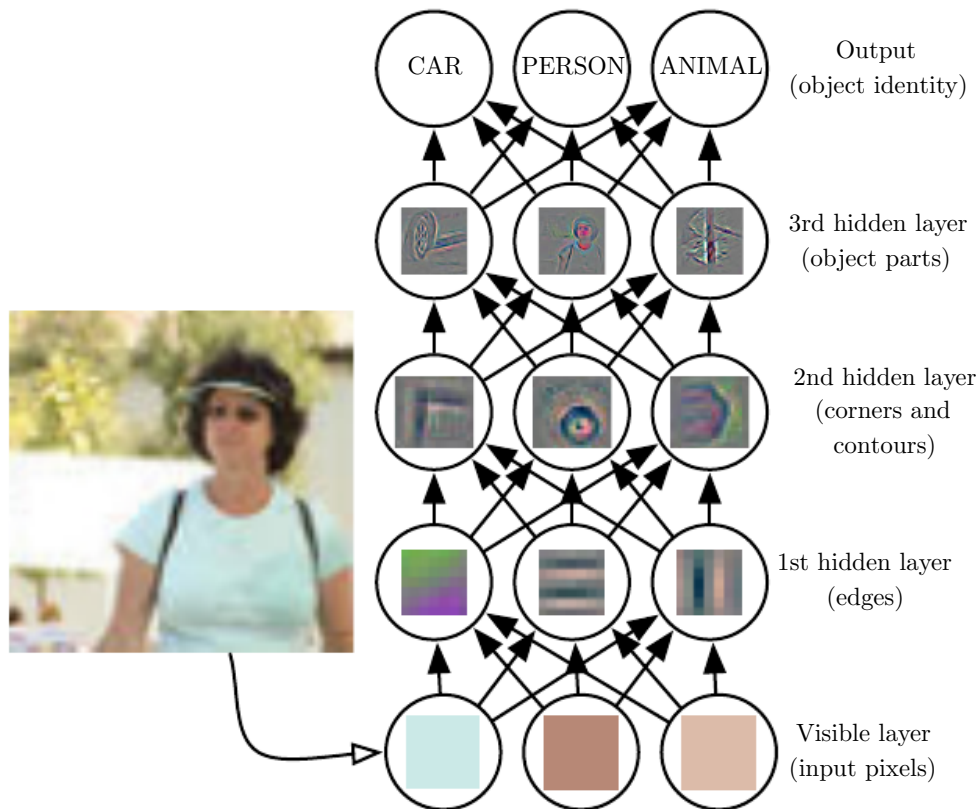 CAR
PERSON
ANIMAL
Output
(object identity)
3rd hidden layer
(object parts)
2nd hidden layer
(corners and
contours)
1st hidden layer
(edges)
Visible layer
(input pixels)